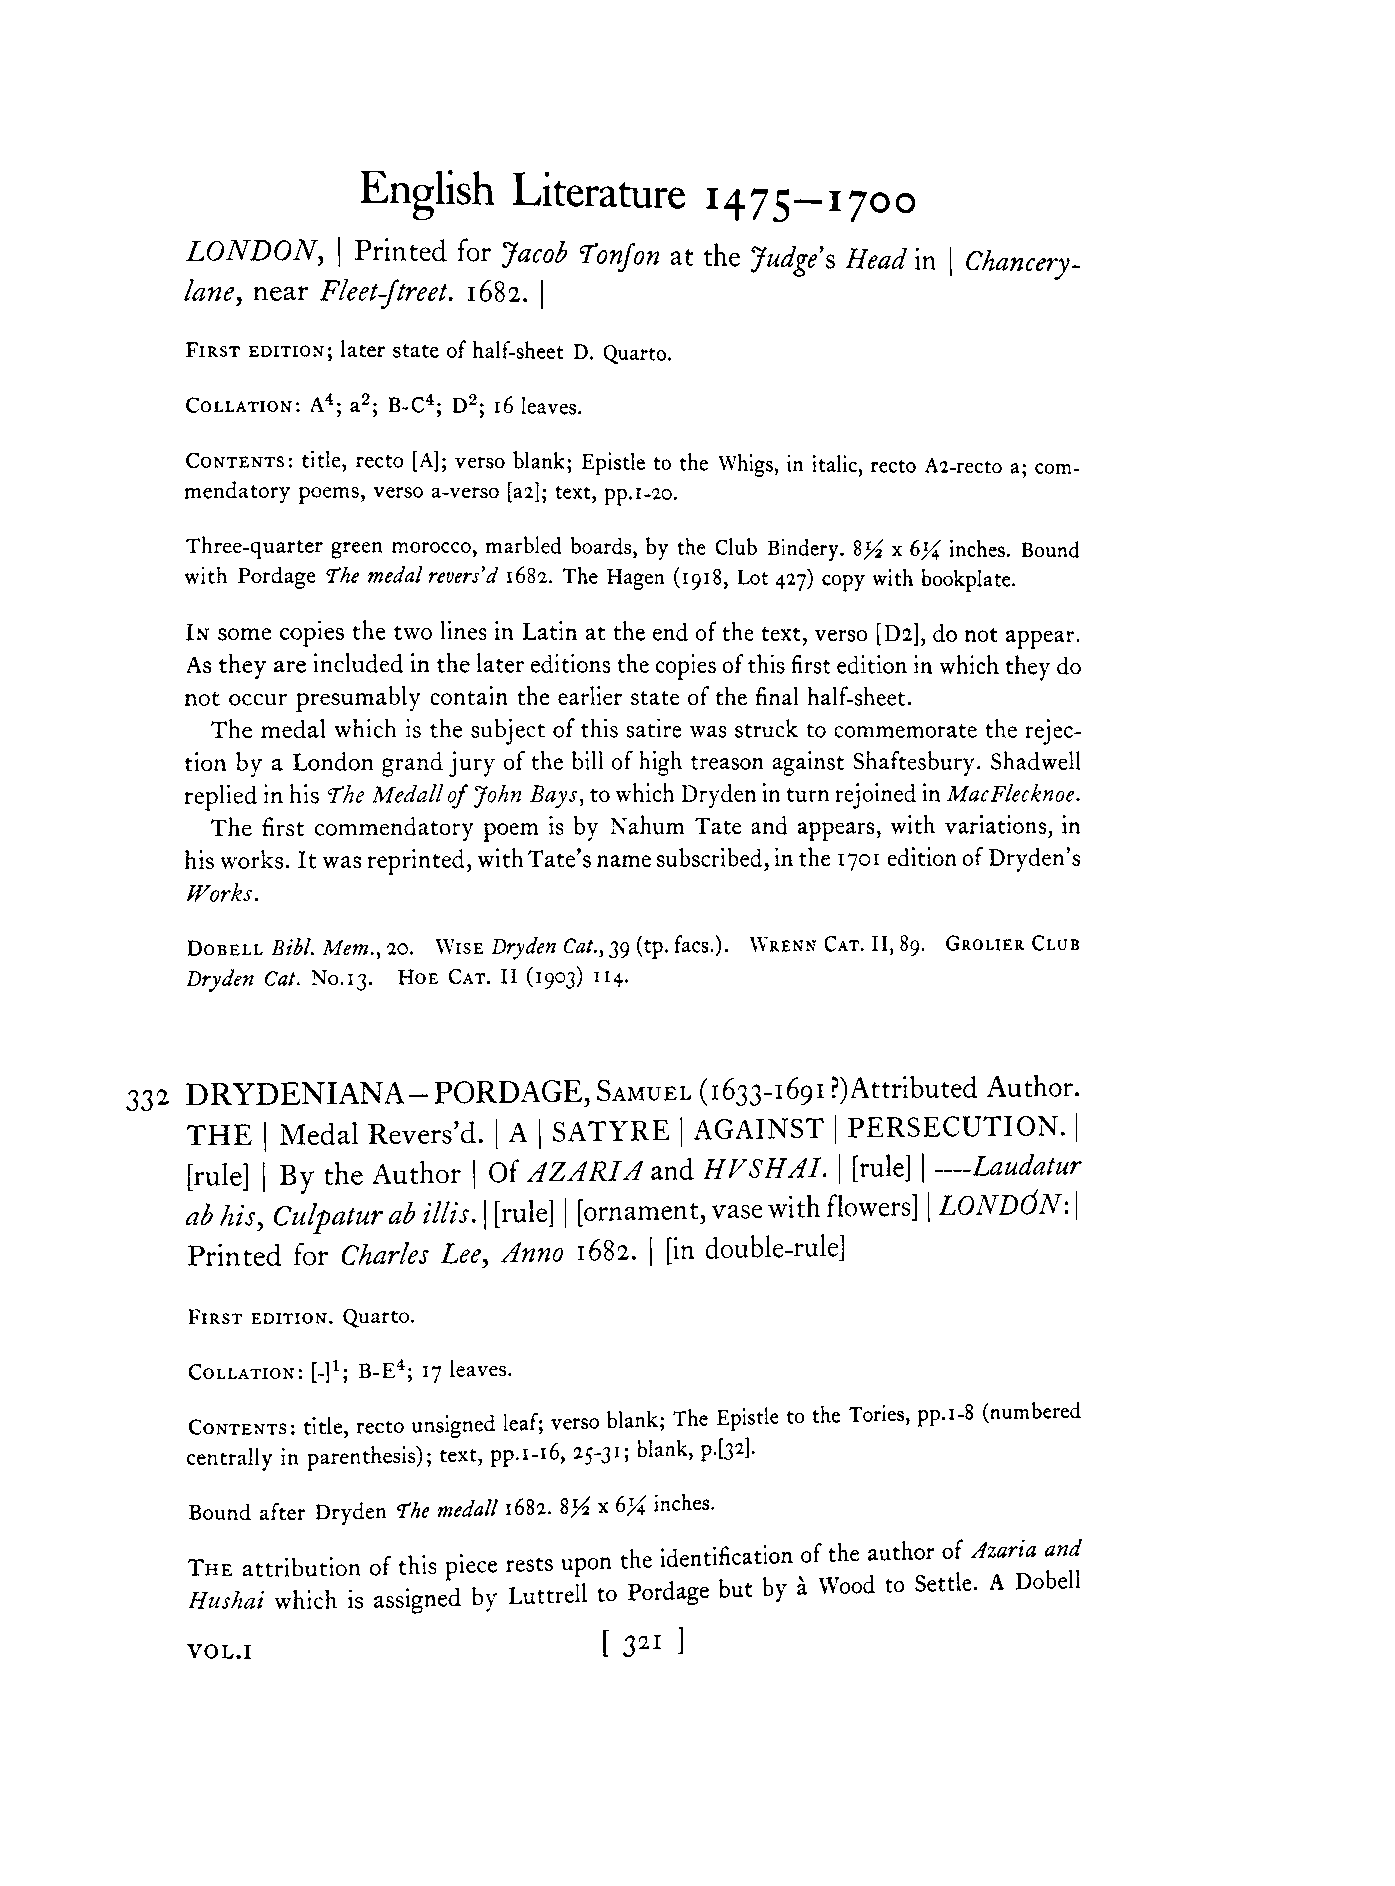 English Literature 1475–1700
LONDON, | Printed for Jacob Tonſon at the Judge's Head in | Chancery-
lane, near Fleet-ſtreet. 1682. |
FIRST EDITION; later state of half-sheet D. Quarto.
COLLATION: A⁴; a²; B-C⁴; D²; 16 leaves.
CONTENTS: title, recto [A]; verso blank; Epistle to the Whigs, in italic, recto A2-recto a; com-
mendatory poems, verso a-verso [a2]; text, pp.1-20.
Three-quarter green morocco, marbled boards, by the Club Bindery. 8½ x 6¼ inches. Bound
with Pordage The medal revers'd 1682. The Hagen (1918, Lot 427) copy with bookplate.
IN some copies the two lines in Latin at the end of the text, verso [D2], do not appear.
As they are included in the later editions the copies of this first edition in which they do
not occur presumably contain the earlier state of the final half-sheet.
The medal which is the subject of this satire was struck to commemorate the rejec-
tion by a London grand jury of the bill of high treason against Shaftesbury. Shadwell
replied in his The Medall of John Bays, to which Dryden in turn rejoined in MacFlecknoe.
The first commendatory poem is by Nahum Tate and appears, with variations, in
his works. It was reprinted, with Tate's name subscribed, in the 1701 edition of Dryden's
Works.
DOBELL Bibl. Mem., 20. WISE Dryden Cat., 39 (tp. facs.). WRENN CAT. II, 89. GROLIER CLUB
Dryden Cat. No.13. HOE CAT. II (1903) 114.
332 DRYDENIANA–PORDAGE, SAMUEL (1633-1691?) Attributed Author.
THE | Medal Revers'd. | A | SATYRE | AGAINST | PERSECUTION. |
[rule] | By the Author | Of AZARIA and HVSHAI. | [rule] | ----Laudatur
ab his, Culpatur ab illis. | [rule] | [ornament, vase with flowers] | LONDÓN: |
Printed for Charles Lee, Anno 1682. | [in double-rule]
FIRST EDITION. Quarto.
COLLATION: [-]¹; B-E⁴; 17 leaves.
CONTENTS: title, recto unsigned leaf; verso blank; The Epistle to the Tories, pp.1-8 (numbered
centrally in parenthesis); text, pp.1-16, 25-31; blank, p.[32].
Bound after Dryden The medall 1682. 8½ x 6¼ inches.
THE attribution of this piece rests upon the identification of the author of Azaria and
Hushai which is assigned by Luttrell to Pordage but by à Wood to Settle. A Dobell
VOL.I [ 321 ]